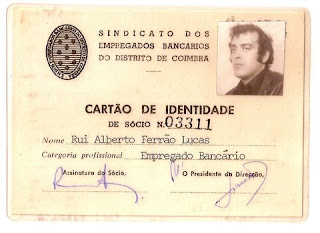 SINDICATO DOS
EMPREGADOS BANCÁRIOS
DO DISTRITO DE COIMBRA
CARTÃO DE IDENTIDADE
DE SÓCIO N. 03311
Nome Rui Alberto Ferrão Lucas
Categoria profissional Empregado Bancário
Assinatura do Sócio, O Presidente da Direcção,